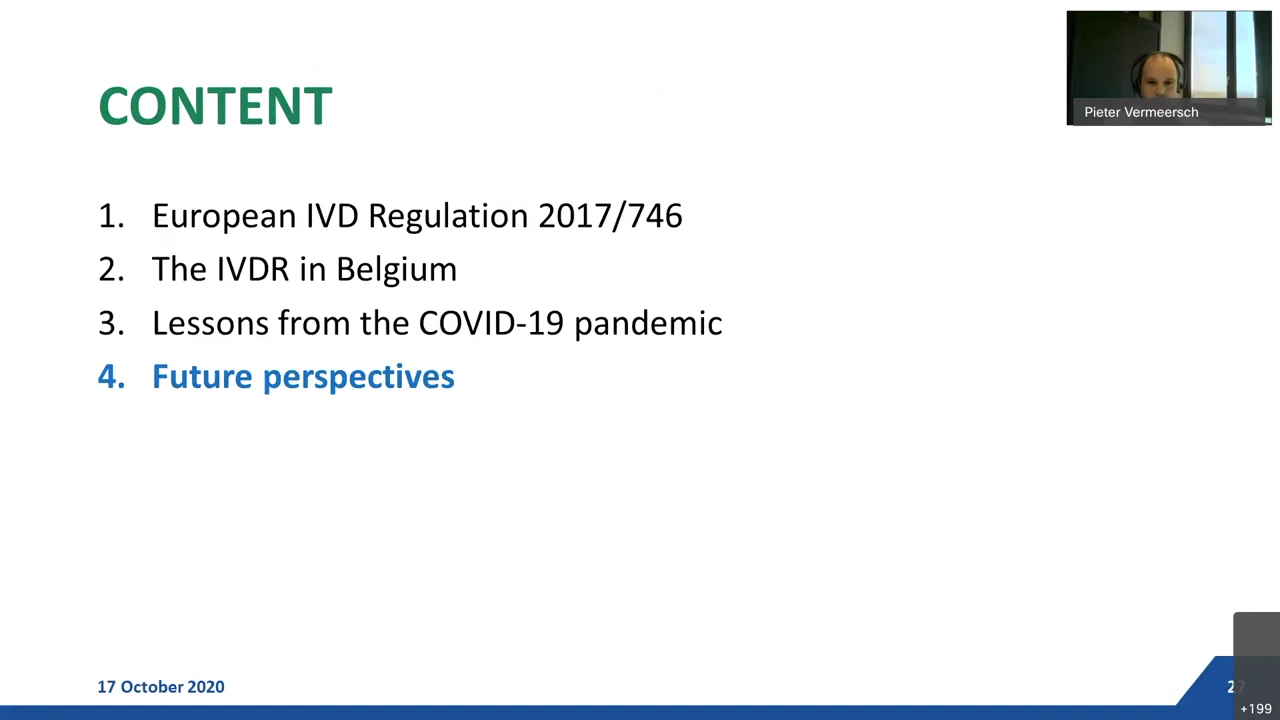 CONTENT
Pieter Vermeersch
1. European IVD Regulation 2017/746
2. The IVDR in Belgium
3. Lessons from the COVID-19 pandemic
4. Future perspectives
17 October 2020
27
+199